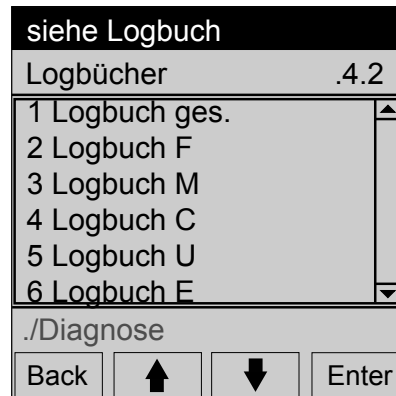 siehe Logbuch
Logbücher .4.2
1 Logbuch ges.
2 Logbuch F
3 Logbuch M
4 Logbuch C
5 Logbuch U
6 Logbuch E
./Diagnose
Back Enter